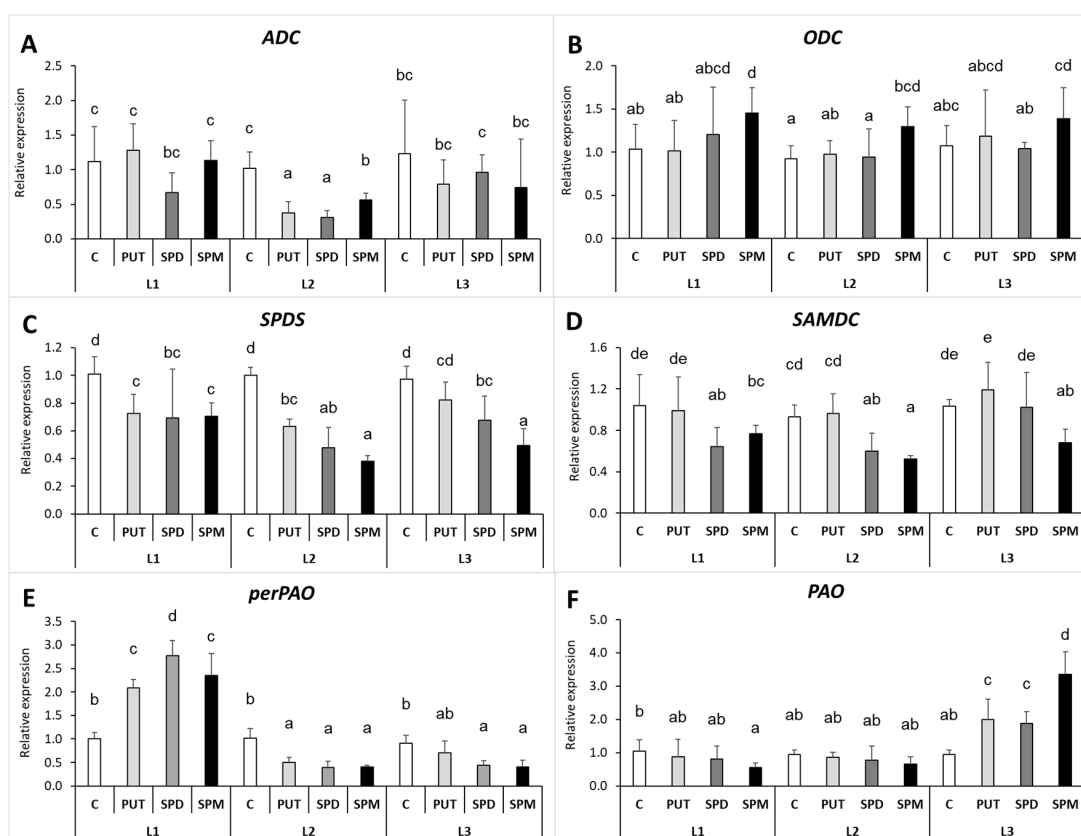 A
ADC
Relative expression
2.5
2.0
1.5
1.0
0.5
0.0
c c bc c c a a b bc bc c bc
C PUT SPD SPM C PUT SPD SPM C PUT SPD SPM
L1 L2 L3
B
ODC
Relative expression
2.0
1.5
1.0
0.5
0.0
ab ab abcd d a ab a bcd abc abcd ab cd
C PUT SPD SPM C PUT SPD SPM C PUT SPD SPM
L1 L2 L3
C
SPDS
Relative expression
1.2
1.0
0.8
0.6
0.4
0.2
0.0
d c bc c d bc ab a d cd bc a
C PUT SPD SPM C PUT SPD SPM C PUT SPD SPM
L1 L2 L3
D
SAMDC
Relative expression
1.6
1.2
0.8
0.4
0.0
de de ab bc cd cd ab a de e de ab
C PUT SPD SPM C PUT SPD SPM C PUT SPD SPM
L1 L2 L3
E
perPAO
Relative expression
3.5
3.0
2.5
2.0
1.5
1.0
0.5
0.0
b c d c b a a a b ab a a
C PUT SPD SPM C PUT SPD SPM C PUT SPD SPM
L1 L2 L3
F
PAO
Relative expression
5.0
4.0
3.0
2.0
1.0
0.0
b ab ab a ab ab ab ab ab c c d
C PUT SPD SPM C PUT SPD SPM C PUT SPD SPM
L1 L2 L3